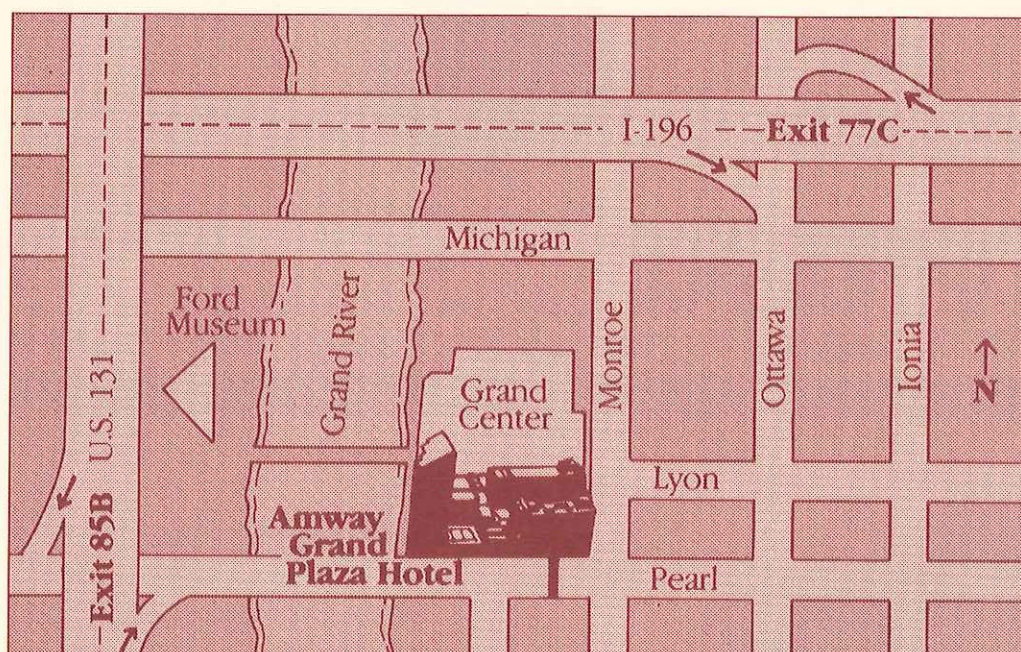 I-196
Exit 77C
Michigan
Ford
Museum
Grand River
Monroe
Ottawa
Ionia
N
U.S. 131
Grand
Center
Lyon
Exit 85B
Amway
Grand
Plaza Hotel
Pearl